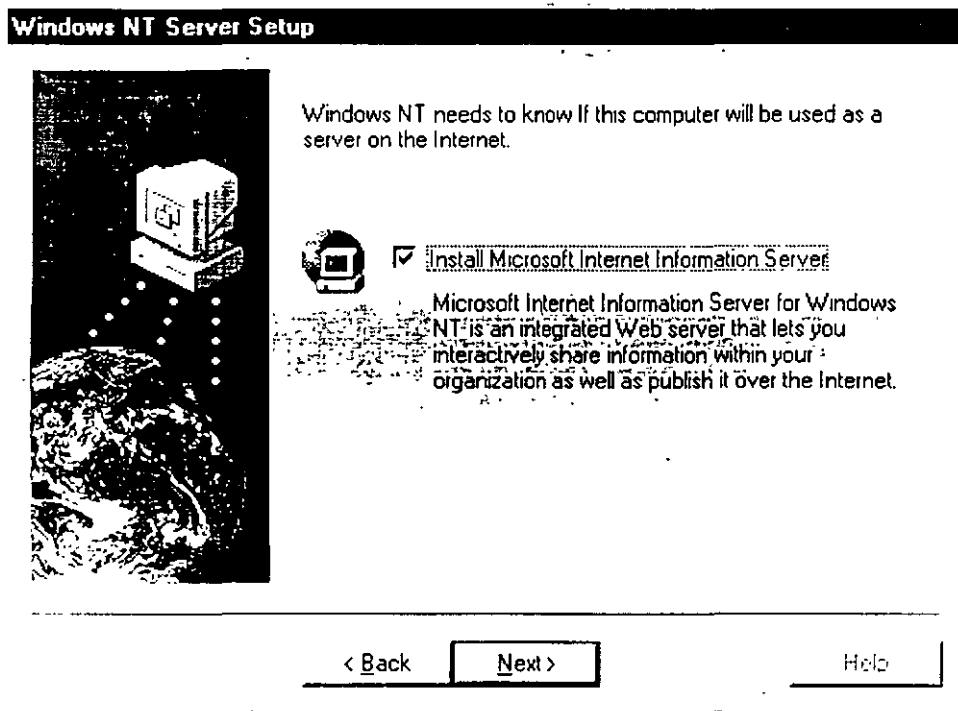 Windows NT Server Setup
Windows NT needs to know If this computer will be used as a
server on the Internet.
Install Microsoft Internet Information Server
Microsoft Internet Information Server for Windows
NT is an integrated Web server that lets you
interactively share information within your
organization as well as publish it over the Internet.
< Back Next > Help